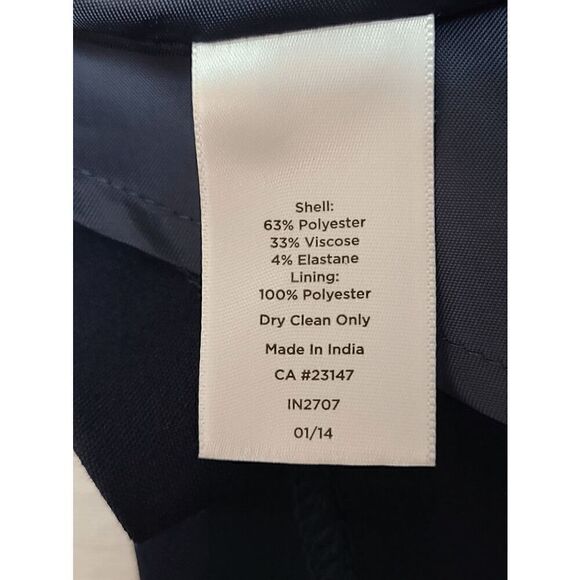 Shell:
63% Polyester
33% Viscose
4% Elastane
Lining:
100% Polyester
Dry Clean Only
Made In India
CA #23147
IN2707
01/14